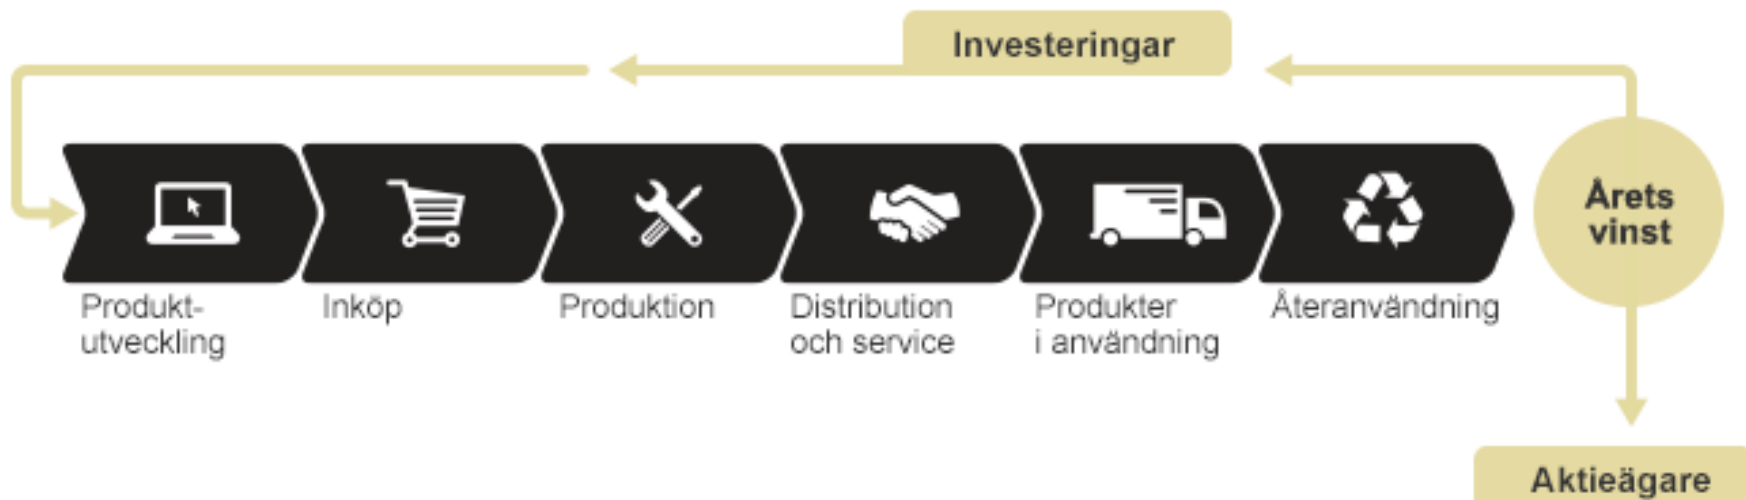 Investeringar
Årets
vinst
Produkt-
utveckling
Inköp
Produktion
Distribution
och service
Produkter
i användning
Återanvändning
Aktieägare